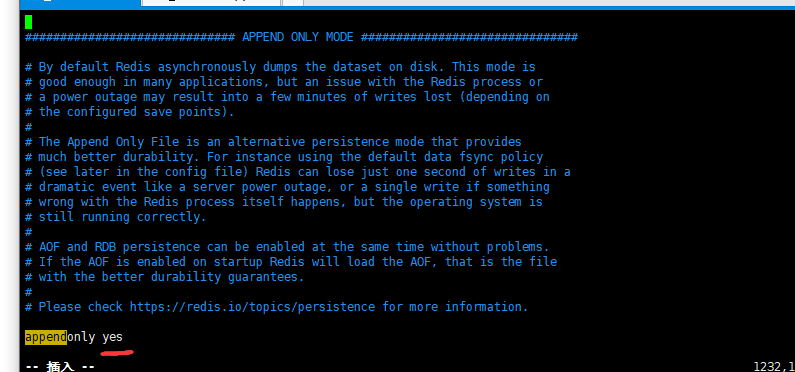 ############################## APPEND ONLY MODE ###############################
# By default Redis asynchronously dumps the dataset on disk. This mode is
# good enough in many applications, but an issue with the Redis process or
# a power outage may result into a few minutes of writes lost (depending on
# the configured save points).
#
# The Append Only File is an alternative persistence mode that provides
# much better durability. For instance using the default data fsync policy
# (see later in the config file) Redis can lose just one second of writes in a
# dramatic event like a server power outage, or a single write if something
# wrong with the Redis process itself happens, but the operating system is
# still running correctly.
#
# AOF and RDB persistence can be enabled at the same time without problems.
# If the AOF is enabled on startup Redis will load the AOF, that is the file
# with the better durability guarantees.
#
# Please check https://redis.io/topics/persistence for more information.
appendonly yes
-- 插入 -- 1232,1